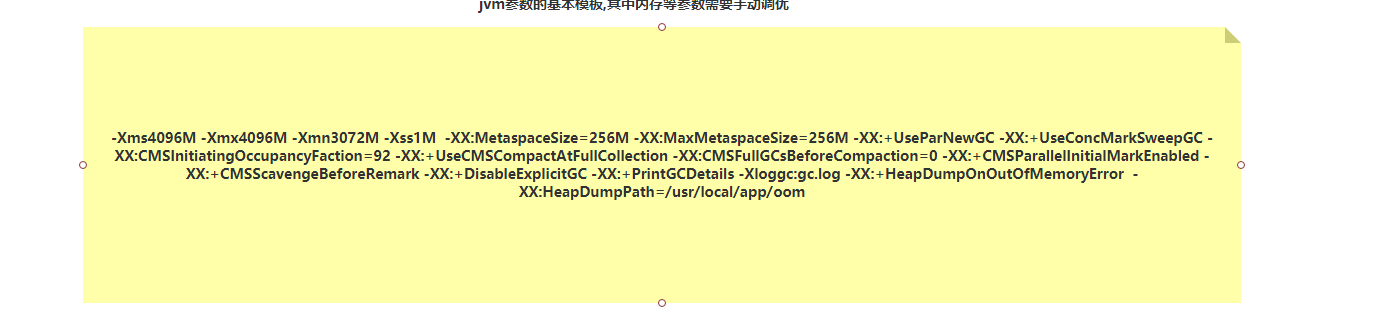 jvm参数的基本模板,其中内存等参数需要手动调优
-Xms4096M -Xmx4096M -Xmn3072M -Xss1M  -XX:MetaspaceSize=256M -XX:MaxMetaspaceSize=256M -XX:+UseParNewGC -XX:+UseConcMarkSweepGC -
XX:CMSInitiatingOccupancyFaction=92 -XX:+UseCMSCompactAtFullCollection -XX:CMSFullGCsBeforeCompaction=0 -XX:+CMSParallelInitialMarkEnabled -
XX:+CMSScavengeBeforeRemark -XX:+DisableExplicitGC -XX:+PrintGCDetails -Xloggc:gc.log -XX:+HeapDumpOnOutOfMemoryError  -
XX:HeapDumpPath=/usr/local/app/oom